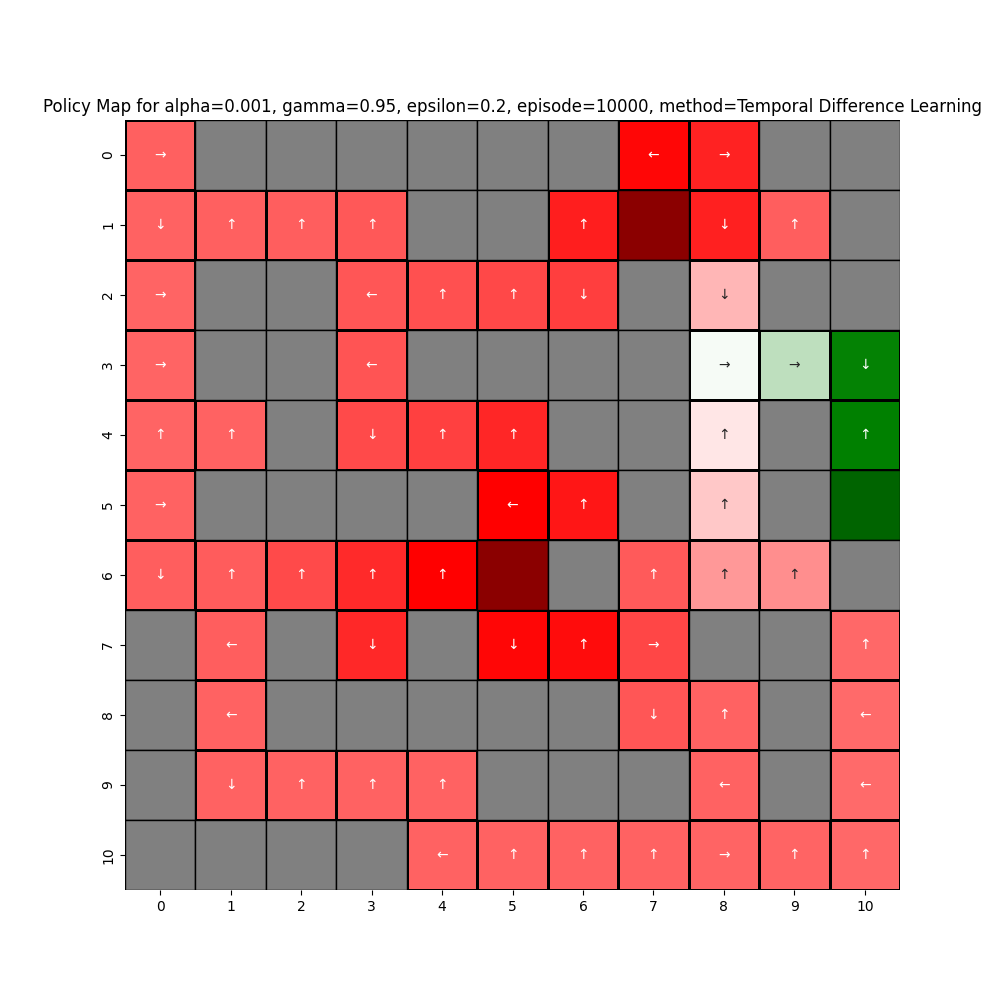 Policy Map for alpha=0.001, gamma=0.95, epsilon=0.2, episode=10000, method=Temporal Difference Learning
0 → ← →
1 ↓ ↑ ↑ ↑ ↑ ↓ ↑
2 → ← ↑ ↑ ↓ ↓
3 → ← → → ↓
4 ↑ ↑ ↓ ↑ ↑ ↑ ↑
5 → ← ↑ ↑
6 ↓ ↑ ↑ ↑ ↑ ↑ ↑ ↑
7 ← ↓ ↓ ↑ → ↑
8 ← ↓ ↑ ←
9 ↓ ↑ ↑ ↑ ← ←
10 ← ↑ ↑ ↑ → ↑ ↑
0 1 2 3 4 5 6 7 8 9 10